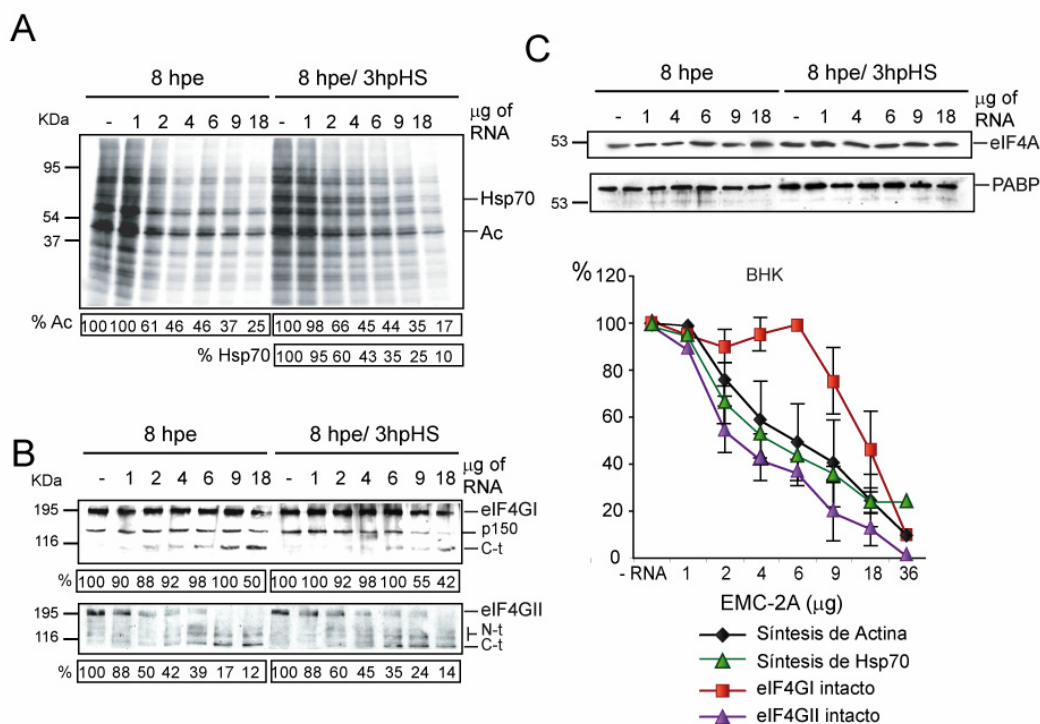 A
8 hpe 8 hpe/ 3hpHS
KDa - 1 2 4 6 9 18 - 1 2 4 6 9 18 μg of RNA
95
54
37
Hsp70
Ac
% Ac 100 100 61 46 46 37 25 100 98 66 45 44 35 17
% Hsp70 100 95 60 43 35 25 10
B
8 hpe 8 hpe/ 3hpHS
KDa - 1 2 4 6 9 18 - 1 2 4 6 9 18 μg of RNA
195 eIF4GI
p150
116 C-t
% 100 90 88 92 98 100 50 100 100 92 98 100 55 42
195 eIF4GII
N-t
116 C-t
% 100 88 50 42 39 17 12 100 88 60 45 35 24 14
C
8 hpe 8 hpe/ 3hpHS
- 1 4 6 9 18 - 1 4 6 9 18 μg of RNA
53 eIF4A
PABP
53
% 120 BHK
100
80
60
40
20
0
- RNA 1 2 4 6 9 18 36
EMC-2A (μg)
Síntesis de Actina
Síntesis de Hsp70
eIF4GI intacto
eIF4GII intacto